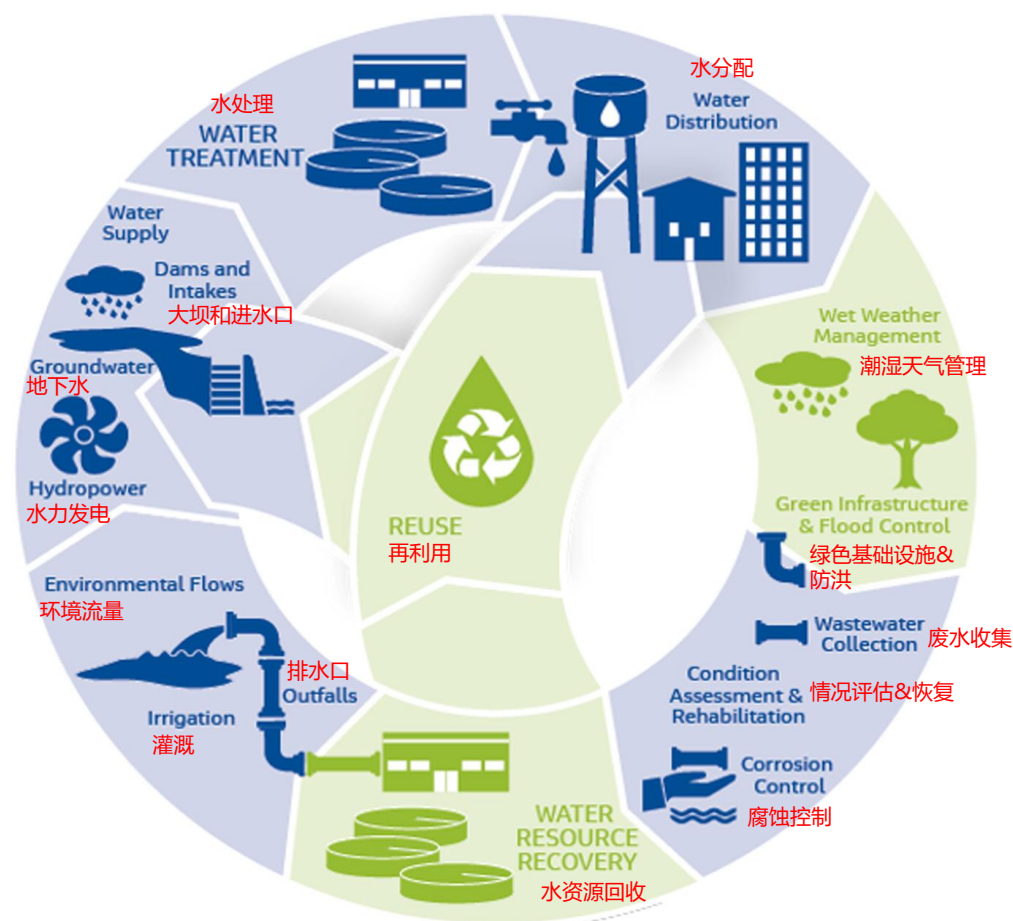 水处理
WATER
TREATMENT
水分配
Water
Distribution
Water
Supply
Dams and
Intakes
大坝和进水口
Groundwater
地下水
Hydropower
水力发电
Wet Weather
Management
潮湿天气管理
Green Infrastructure
& Flood Control
绿色基础设施&
防洪
REUSE
再利用
Environmental Flows
环境流量
排水口
Outfalls
Irrigation
灌溉
Wastewater
Collection
废水收集
Condition
Assessment &
Rehabilitation
情况评估&恢复
Corrosion
Control
腐蚀控制
WATER
RESOURCE
RECOVERY
水资源回收